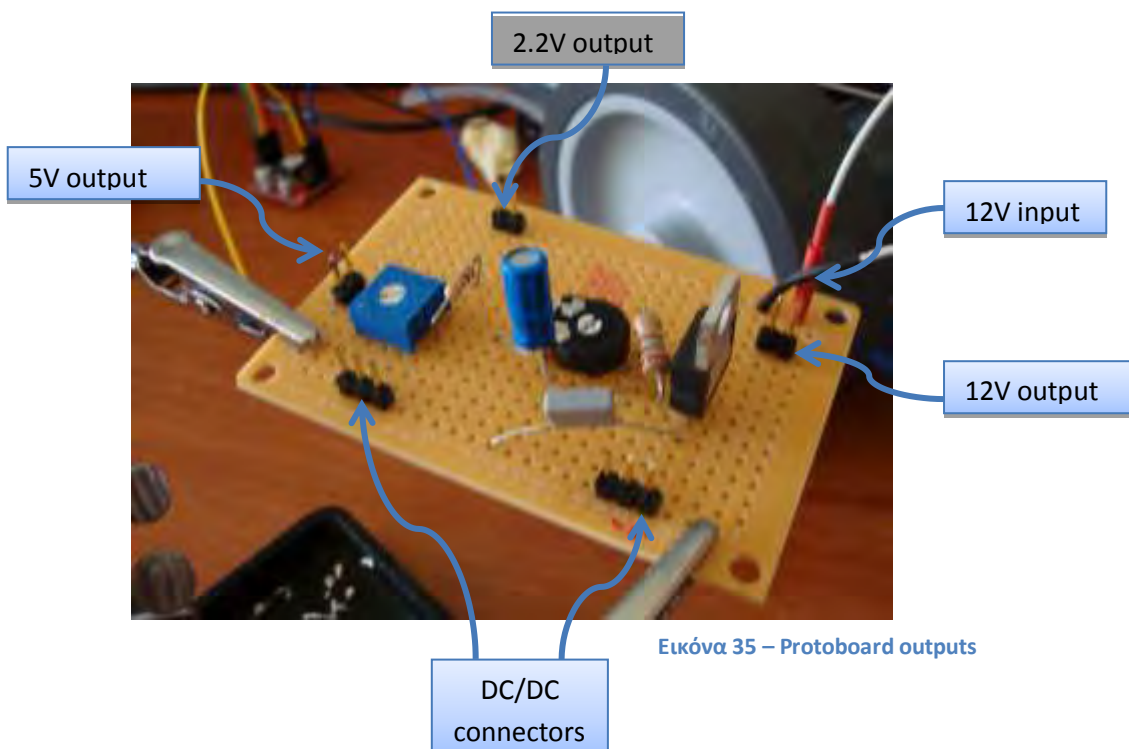 2.2V output
5V output
12V input
12V output
Εικόνα 35 – Protoboard outputs
DC/DC
connectors